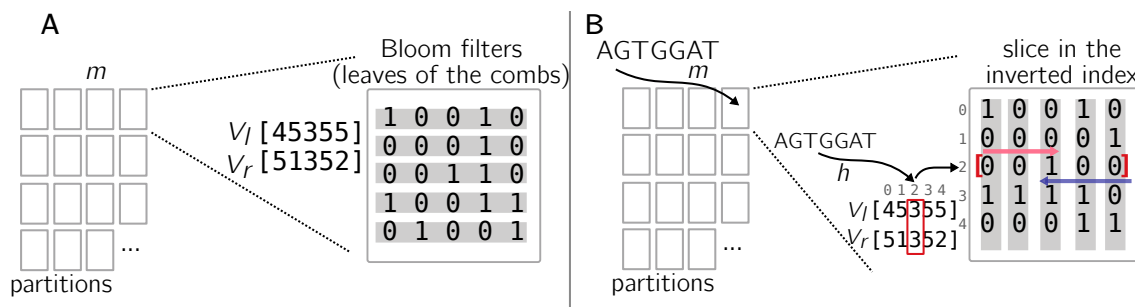 A
m
Bloom filters
(leaves of the combs)
V_l [45355]
V_r [51352]
1 0 0 1 0
0 0 0 1 0
0 0 1 1 0
1 0 0 1 1
0 1 0 0 1
...
partitions
B
AGTGGAT
m
slice in the
inverted index
AGTGGAT
h
0 1 2 3 4
V_l [45355]
V_r [51352]
0 1 0 0 1 0
1 0 0 0 0 1
2 [0 0 1 0 0]
3 1 1 1 1 0
4 0 0 0 1 1
...
partitions